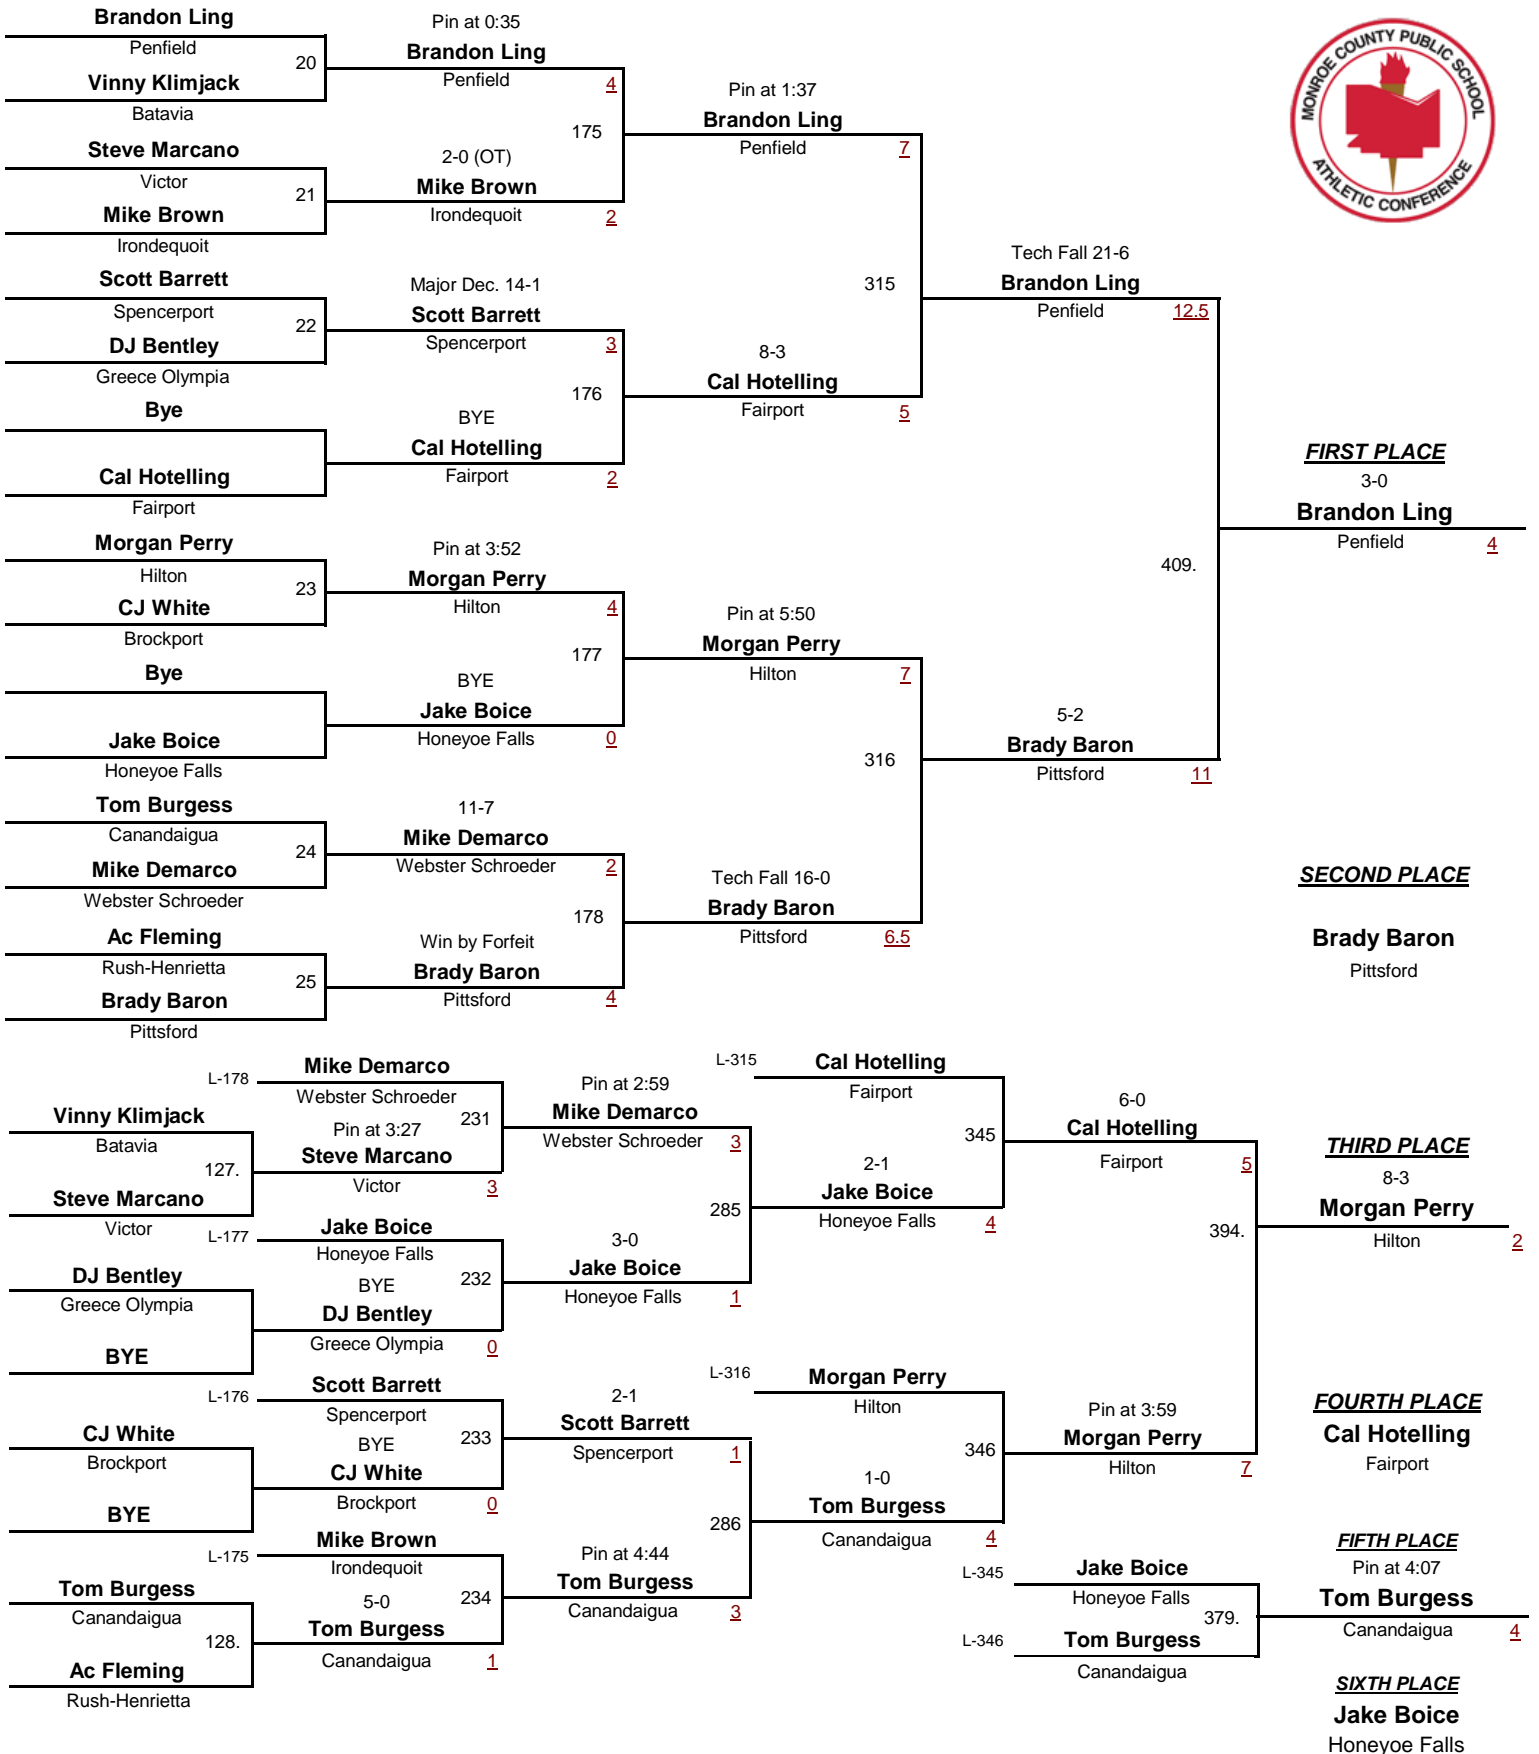 Brandon Ling
Penfield
20
Vinny Klimjack
Batavia
Steve Marcano
Victor
21
Mike Brown
Irondequoit
Scott Barrett
Spencerport
22
DJ Bentley
Greece Olympia
Bye
Cal Hotelling
Fairport
Morgan Perry
Hilton
23
CJ White
Brockport
Bye
Jake Boice
Honeyoe Falls
Tom Burgess
Canandaigua
24
Mike Demarco
Webster Schroeder
Ac Fleming
Rush-Henrietta
25
Brady Baron
Pittsford
Pin at 0:35
Brandon Ling
Penfield
4
175
2-0 (OT)
Mike Brown
Irondequoit
2
Major Dec. 14-1
Scott Barrett
Spencerport
3
176
BYE
Cal Hotelling
Fairport
2
Pin at 3:52
Morgan Perry
Hilton
4
177
BYE
Jake Boice
Honeyoe Falls
0
11-7
Mike Demarco
Webster Schroeder
2
178
Win by Forfeit
Brady Baron
Pittsford
4
Pin at 1:37
Brandon Ling
Penfield
7
315
8-3
Cal Hotelling
Fairport
5
Pin at 5:50
Morgan Perry
Hilton
7
316
Tech Fall 16-0
Brady Baron
Pittsford
6.5
Tech Fall 21-6
Brandon Ling
Penfield
12.5
409.
5-2
Brady Baron
Pittsford
11
MONROE COUNTY PUBLIC SCHOOL
ATHLETIC CONFERENCE
FIRST PLACE
3-0
Brandon Ling
Penfield
4
SECOND PLACE
Brady Baron
Pittsford
L-178
Mike Demarco
Webster Schroeder
231
Vinny Klimjack
Batavia
127.
Steve Marcano
Victor
Pin at 3:27
Steve Marcano
Victor
3
L-177
Jake Boice
Honeyoe Falls
232
DJ Bentley
Greece Olympia
BYE
BYE
DJ Bentley
Greece Olympia
0
L-176
Scott Barrett
Spencerport
233
CJ White
Brockport
BYE
BYE
CJ White
Brockport
0
L-175
Mike Brown
Irondequoit
234
Tom Burgess
Canandaigua
128.
Ac Fleming
Rush-Henrietta
5-0
Tom Burgess
Canandaigua
1
Pin at 2:59
Mike Demarco
Webster Schroeder
3
285
3-0
Jake Boice
Honeyoe Falls
1
2-1
Scott Barrett
Spencerport
1
286
Pin at 4:44
Tom Burgess
Canandaigua
3
L-315
Cal Hotelling
Fairport
345
2-1
Jake Boice
Honeyoe Falls
4
L-316
Morgan Perry
Hilton
346
1-0
Tom Burgess
Canandaigua
4
6-0
Cal Hotelling
Fairport
5
394.
Pin at 3:59
Morgan Perry
Hilton
7
THIRD PLACE
8-3
Morgan Perry
Hilton
2
FOURTH PLACE
Cal Hotelling
Fairport
L-345
Jake Boice
Honeyoe Falls
379.
L-346
Tom Burgess
Canandaigua
FIFTH PLACE
Pin at 4:07
Tom Burgess
Canandaigua
4
SIXTH PLACE
Jake Boice
Honeyoe Falls